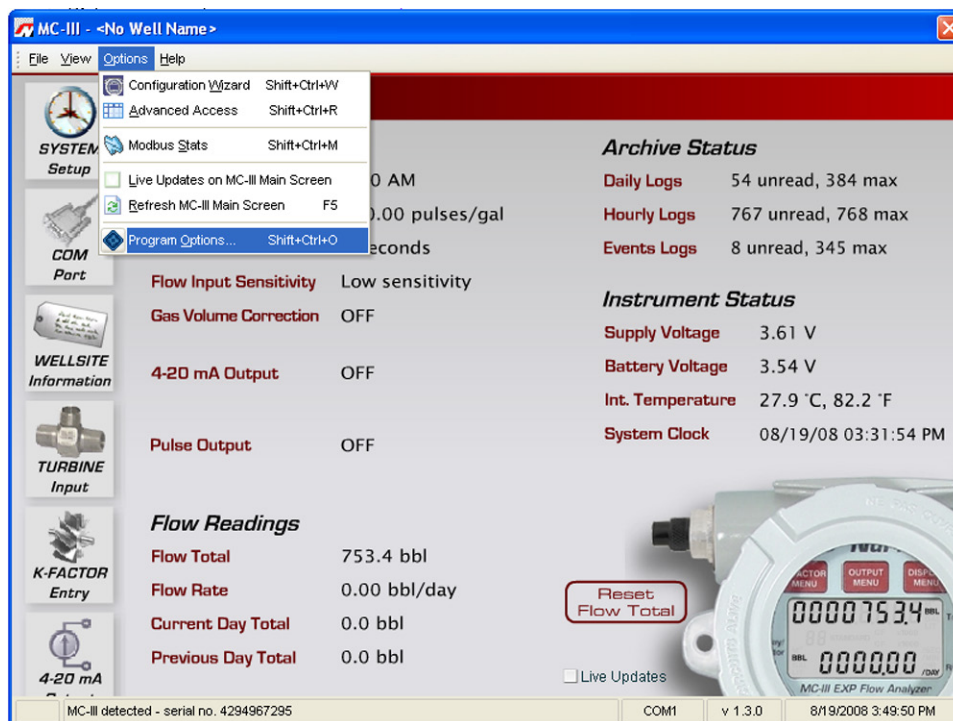 MC-III - <No Well Name>
File View Options Help
Configuration Wizard Shift+Ctrl+W
Advanced Access Shift+Ctrl+R
Modbus Stats Shift+Ctrl+M
Live Updates on MC-III Main Screen
Refresh MC-III Main Screen F5
Program Options... Shift+Ctrl+O
SYSTEM
Setup
COM
Port
WELLSITE
Information
TURBINE
Input
K-FACTOR
Entry
4-20 mA
0 AM
0.00 pulses/gal
econds
Flow Input Sensitivity Low sensitivity
Gas Volume Correction OFF
4-20 mA Output OFF
Pulse Output OFF
Flow Readings
Flow Total 753.4 bbl
Flow Rate 0.00 bbl/day
Current Day Total 0.0 bbl
Previous Day Total 0.0 bbl
Archive Status
Daily Logs 54 unread, 384 max
Hourly Logs 767 unread, 768 max
Events Logs 8 unread, 345 max
Instrument Status
Supply Voltage 3.61 V
Battery Voltage 3.54 V
Int. Temperature 27.9 °C, 82.2 °F
System Clock 08/19/08 03:31:54 PM
Reset
Flow Total
Live Updates
OUTPUT
MENU
MENU
MENU
0000753.4 BBL
BBL 0000.00 /DAY
MC-III EXP Flow Analyzer
MC-III detected - serial no. 4294967295
COM1
v 1.3.0
8/19/2008 3:49:50 PM